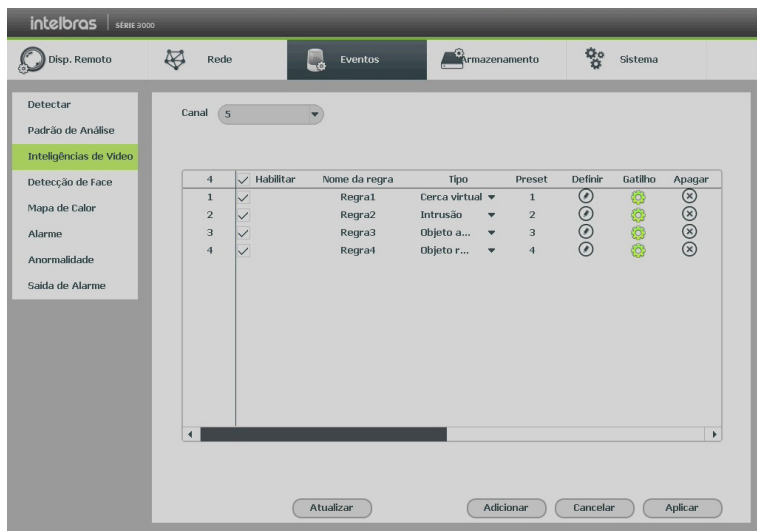 intelbras SÉRIE 3000
Disp. Remoto Rede Eventos Armazenamento Sistema
Detectar
Padrão de Análise
Inteligências de Vídeo
Detecção de Face
Mapa de Calor
Alarme
Anormalidade
Saída de Alarme
Canal 5
4 Habilitar Nome da regra Tipo Preset Definir Gatilho Apagar
1 Regra1 Cerca virtual 1
2 Regra2 Intrusão 2
3 Regra3 Objeto a... 3
4 Regra4 Objeto r... 4
Atualizar Adicionar Cancelar Aplicar